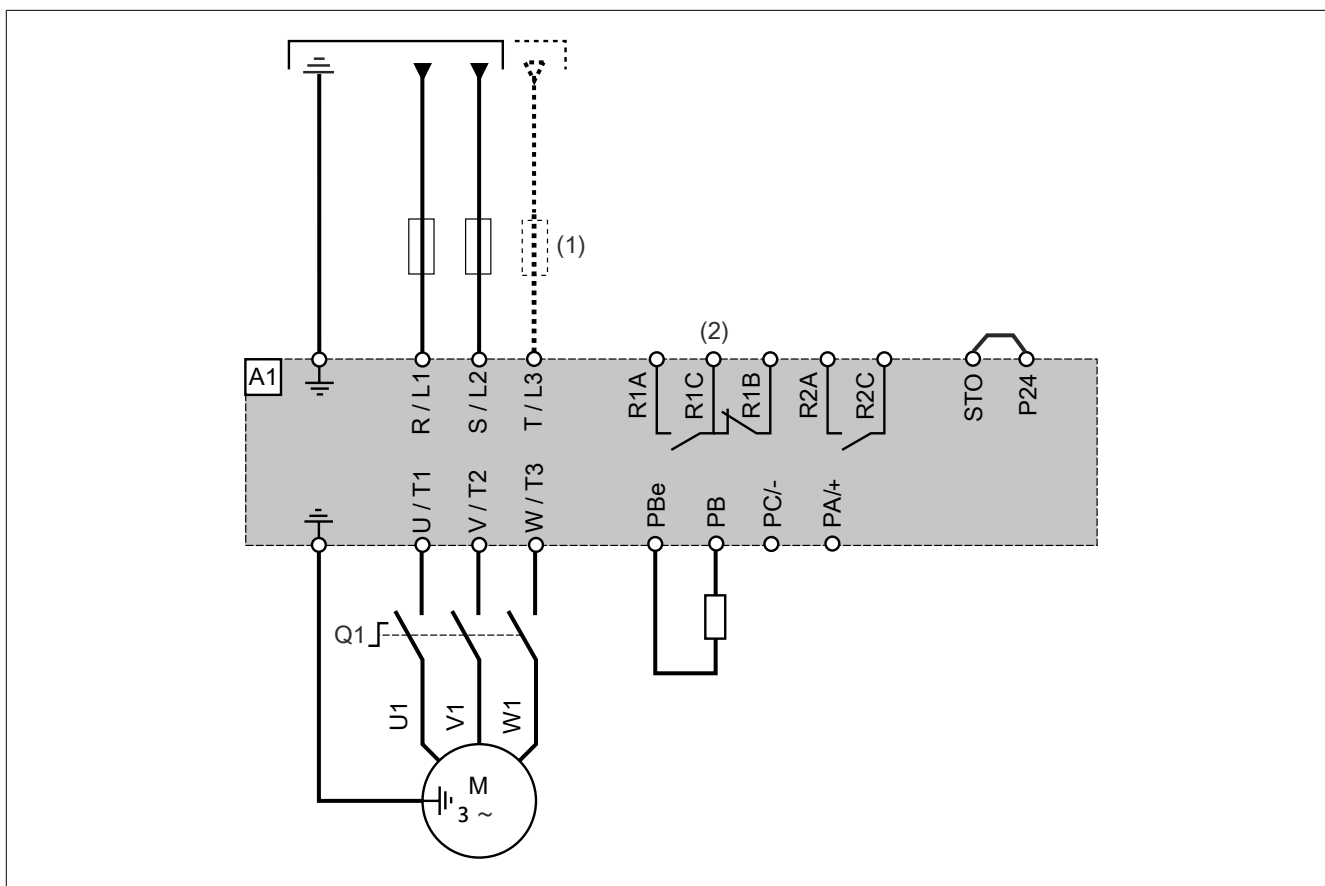 (1)
(2)
A1
R / L1
S / L2
T / L3
R1A
R1C
R1B
R2A
R2C
STO
P24
U / T1
V / T2
W / T3
PBe
PB
PC/-
PA/+
Q1
U1
V1
W1
M
3 ~